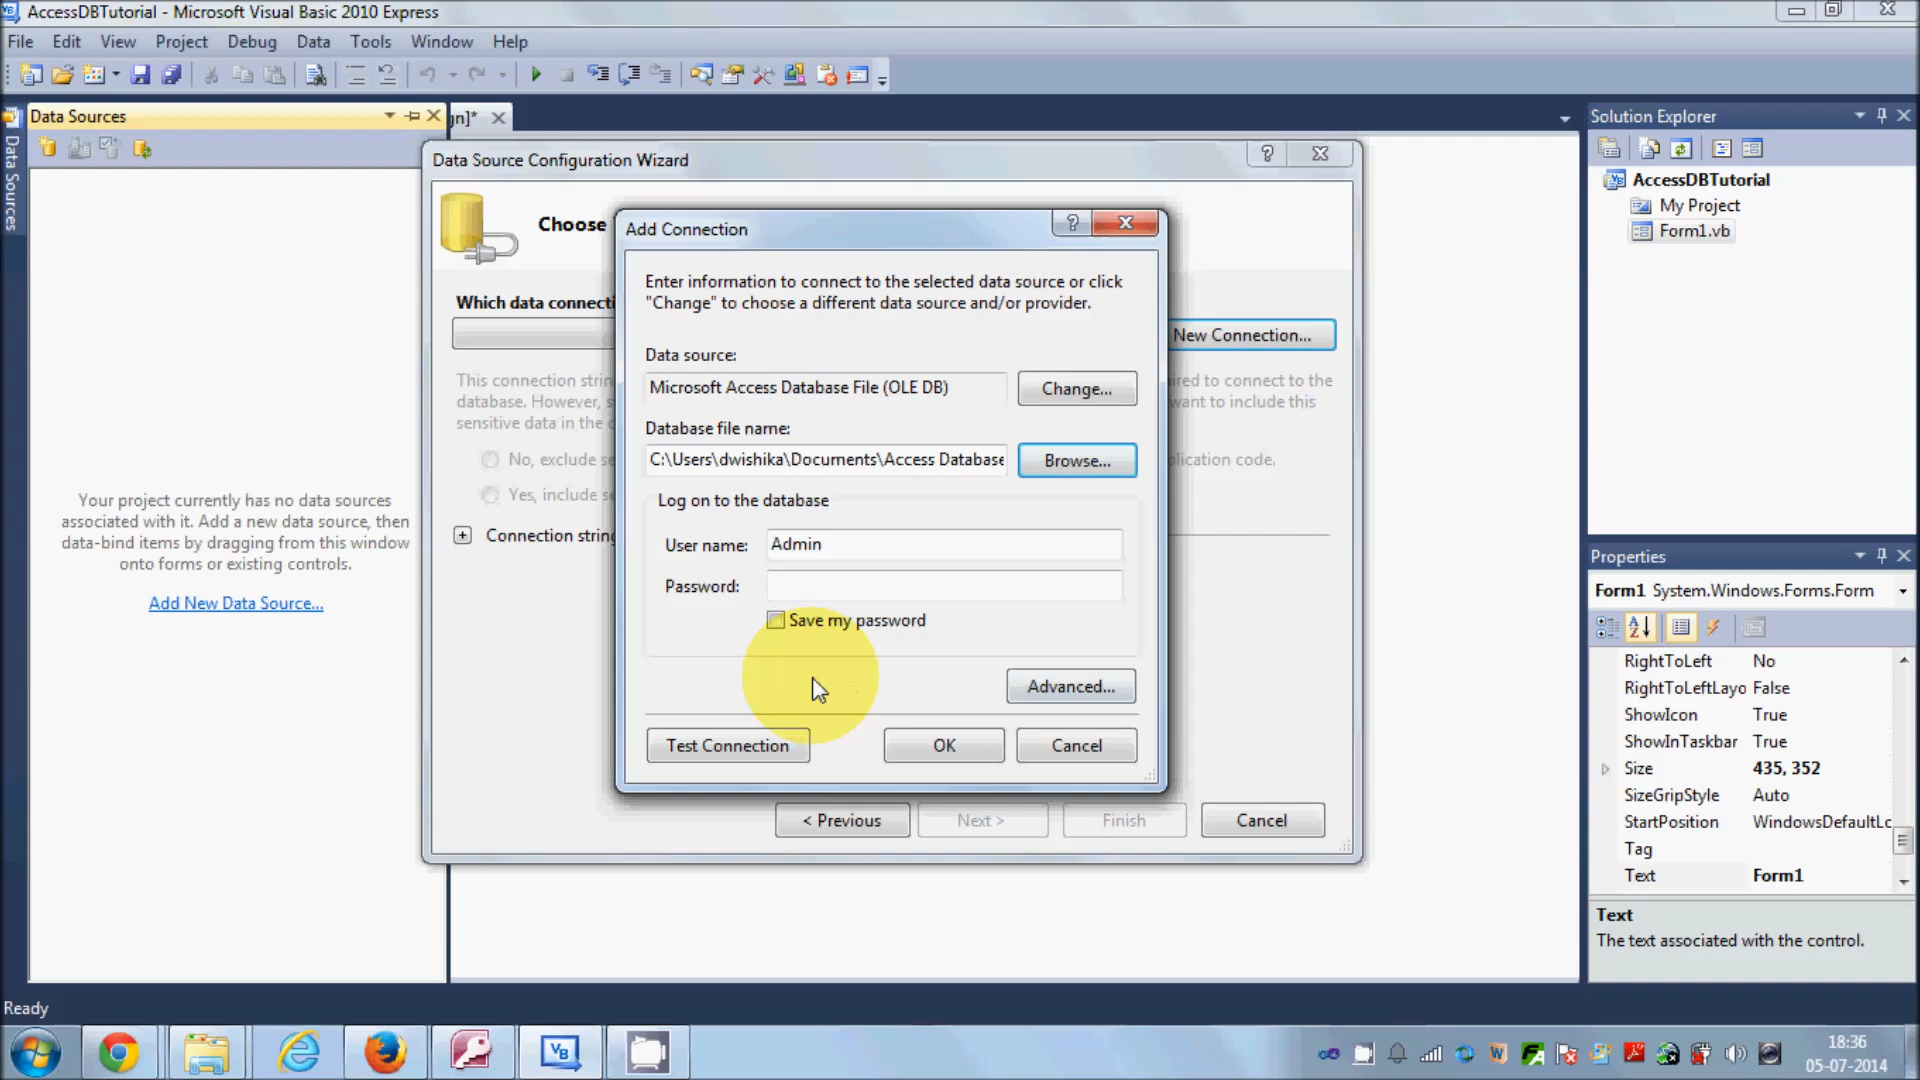 AccessDBTutorial - Microsoft Visual Basic 2010 Express
File Edit View Project Debug Data Tools Window Help
Data Sources
gn]*
Solution Explorer
Data Sources
Data Source Configuration Wizard
AccessDBTutorial
My Project
Form1.vb
Choose
Add Connection
Enter information to connect to the selected data source or click
"Change" to choose a different data source and/or provider.
Which data connecti
New Connection...
Data source:
Microsoft Access Database File (OLE DB)
Change...
This connection strin
red to connect to the
database. However, s
want to include this
sensitive data in the c
Database file name:
C:\Users\dwishika\Documents\Access Database
Browse...
No, exclude se
lication code.
Yes, include se
Log on to the database
Connection string
User name: Admin
Password:
Save my password
Advanced...
Test Connection OK Cancel
< Previous Next > Finish Cancel
Your project currently has no data sources
associated with it. Add a new data source, then
data-bind items by dragging from this window
onto forms or existing controls.
Add New Data Source...
Properties
Form1 System.Windows.Forms.Form
RightToLeft No
RightToLeftLayo False
ShowIcon True
ShowInTaskbar True
Size 435, 352
SizeGripStyle Auto
StartPosition WindowsDefaultLc
Tag
Text Form1
Text
The text associated with the control.
Ready
18:36
05-07-2014